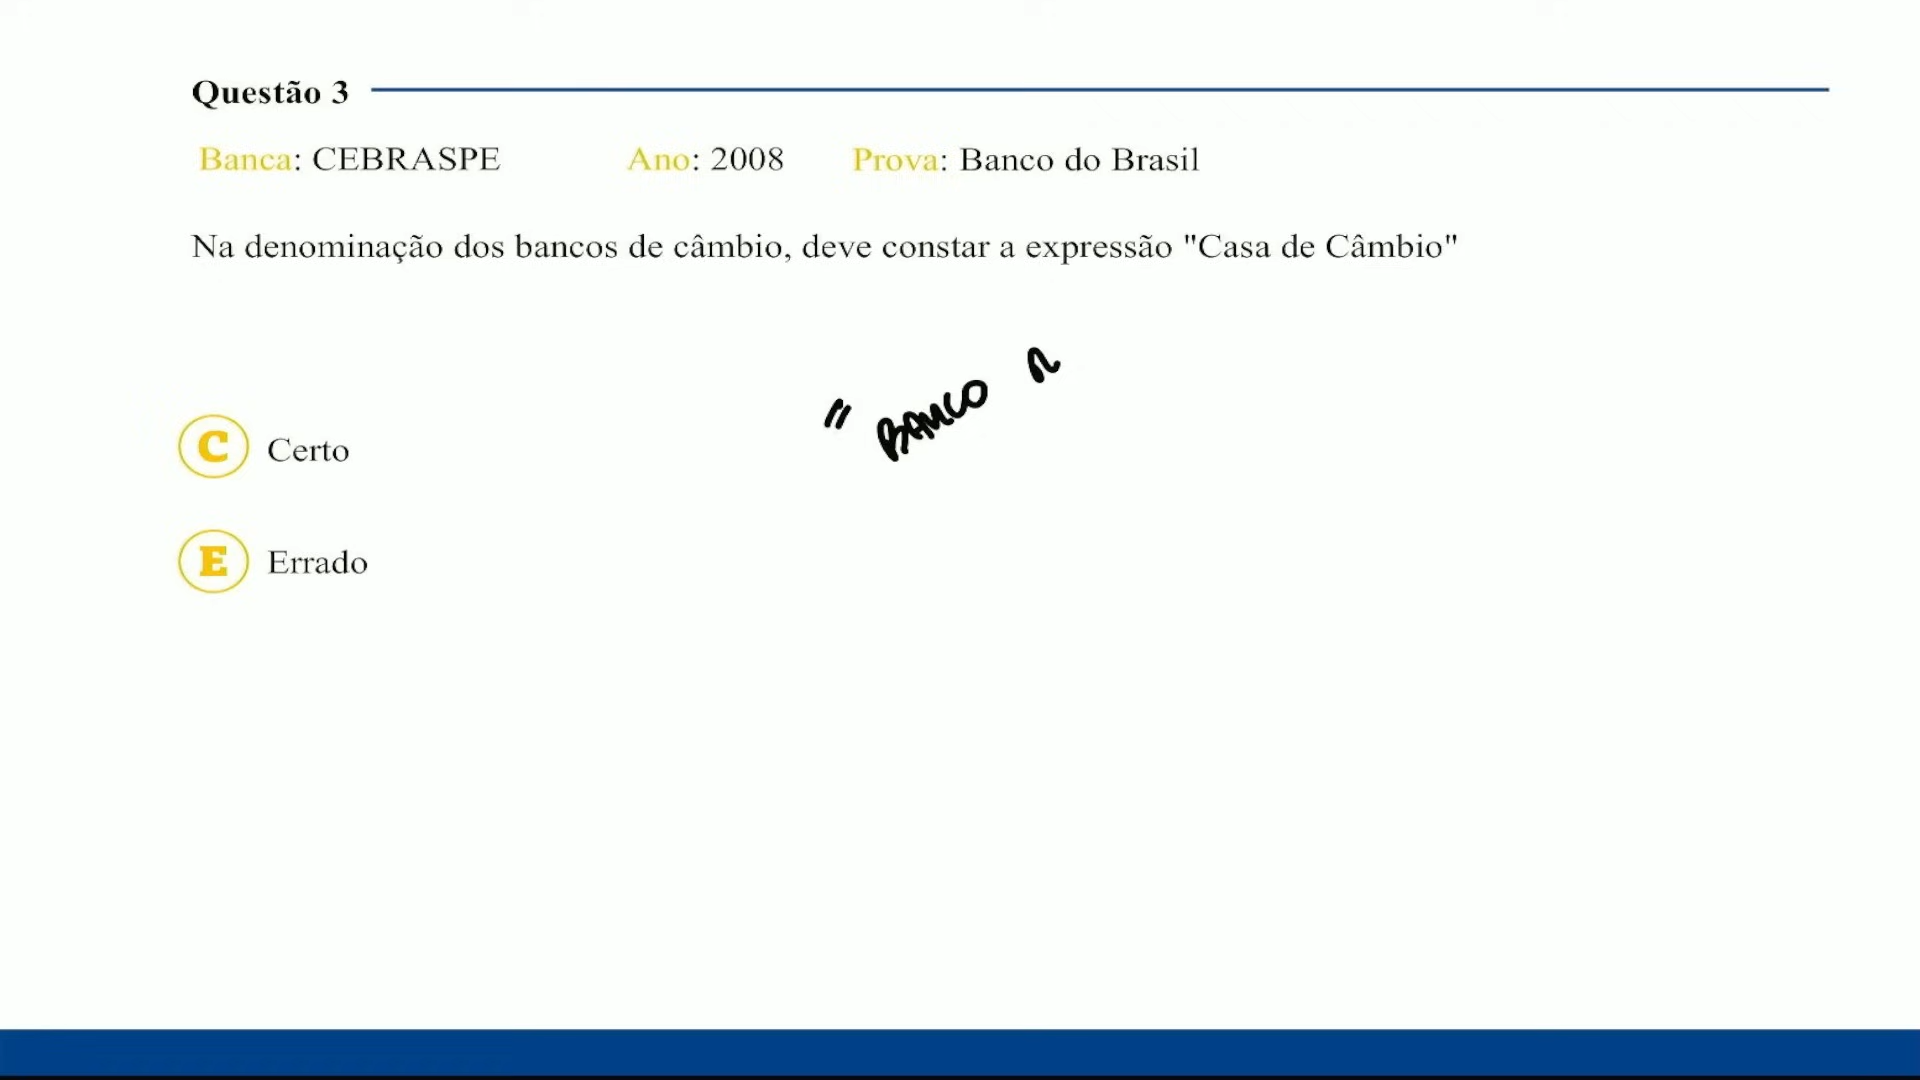 Questão 3
Banca: CEBRASPE Ano: 2008 Prova: Banco do Brasil
Na denominação dos bancos de câmbio, deve constar a expressão "Casa de Câmbio"
" BANCO
C Certo
E Errado